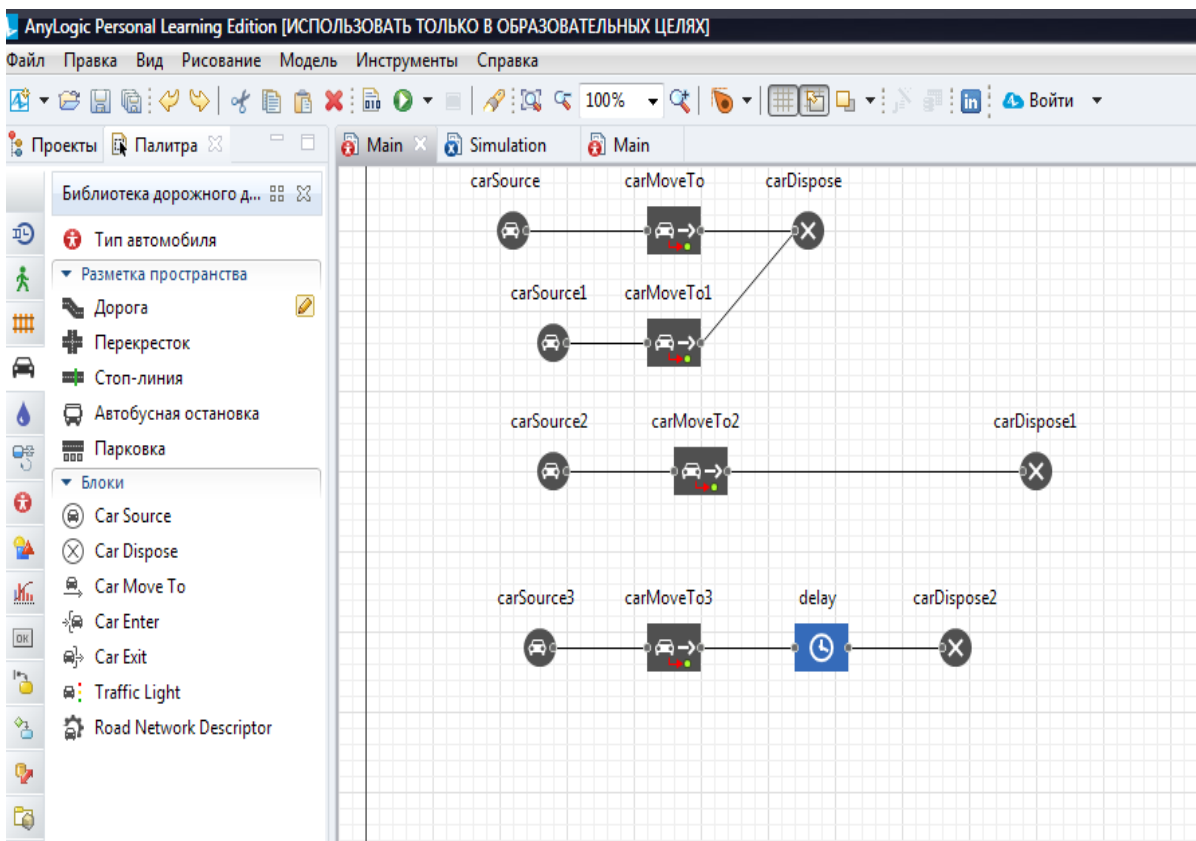 AnyLogic Personal Learning Edition [ИСПОЛЬЗОВАТЬ ТОЛЬКО В ОБРАЗОВАТЕЛЬНЫХ ЦЕЛЯХ]
Файл Правка Вид Рисование Модель Инструменты Справка
010 100% in Войти
Проекты Палитра Main Simulation Main
Библиотека дорожного д...
Тип автомобиля
Разметка пространства
Дорога
Перекресток
Стоп-линия
Автобусная остановка
Парковка
Блоки
Car Source
Car Dispose
Car Move To
Car Enter
Car Exit
Traffic Light
Road Network Descriptor
OK
carSource carMoveTo carDispose
carSource1 carMoveTo1
carSource2 carMoveTo2 carDispose1
carSource3 carMoveTo3 delay carDispose2